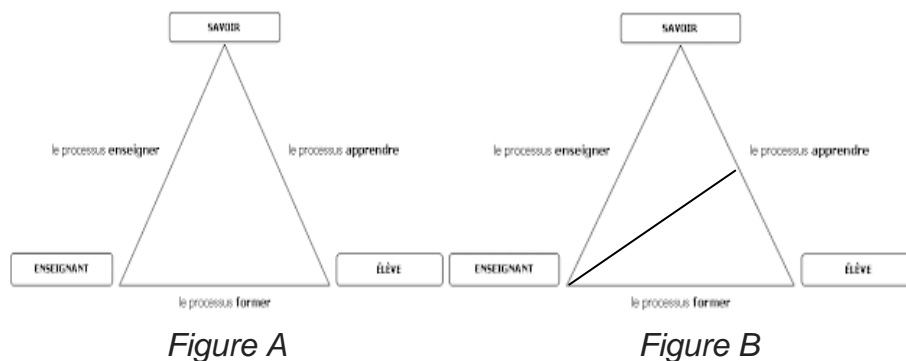 SAVOIR
le processus enseigner
le processus apprendre
ENSEIGNANT
ÉLÈVE
le processus former
Figure A
SAVOIR
le processus enseigner
le processus apprendre
ENSEIGNANT
ÉLÈVE
le processus former
Figure B